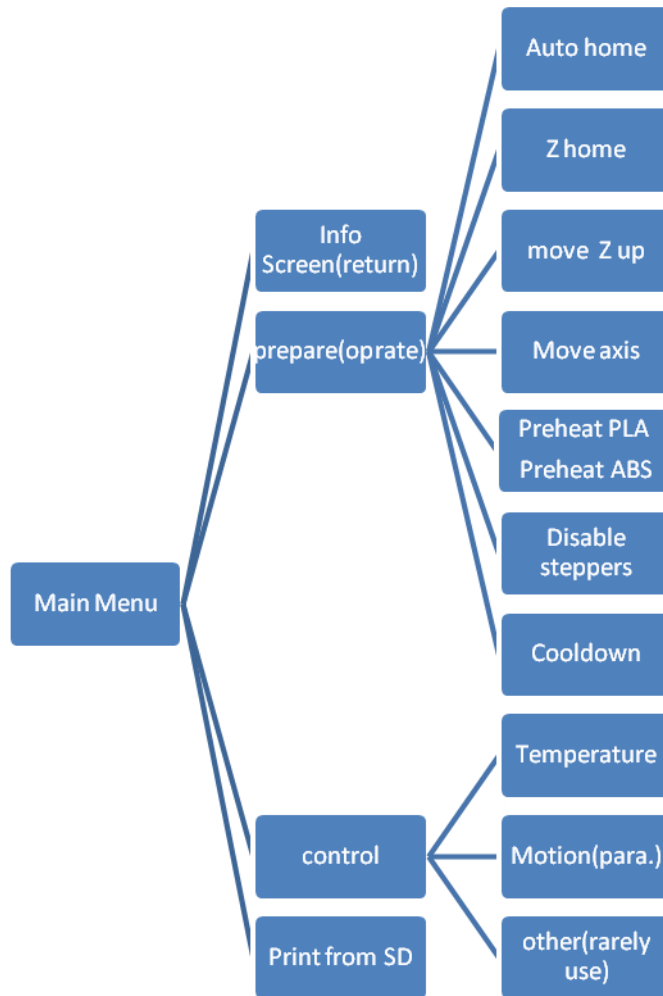 Main Menu
Info
Screen(return)
prepare(oprate)
Auto home
Z home
move Z up
Move axis
Preheat PLA
Preheat ABS
Disable
steppers
Cooldown
control
Temperature
Motion(para.)
other(rarely
use)
Print from SD